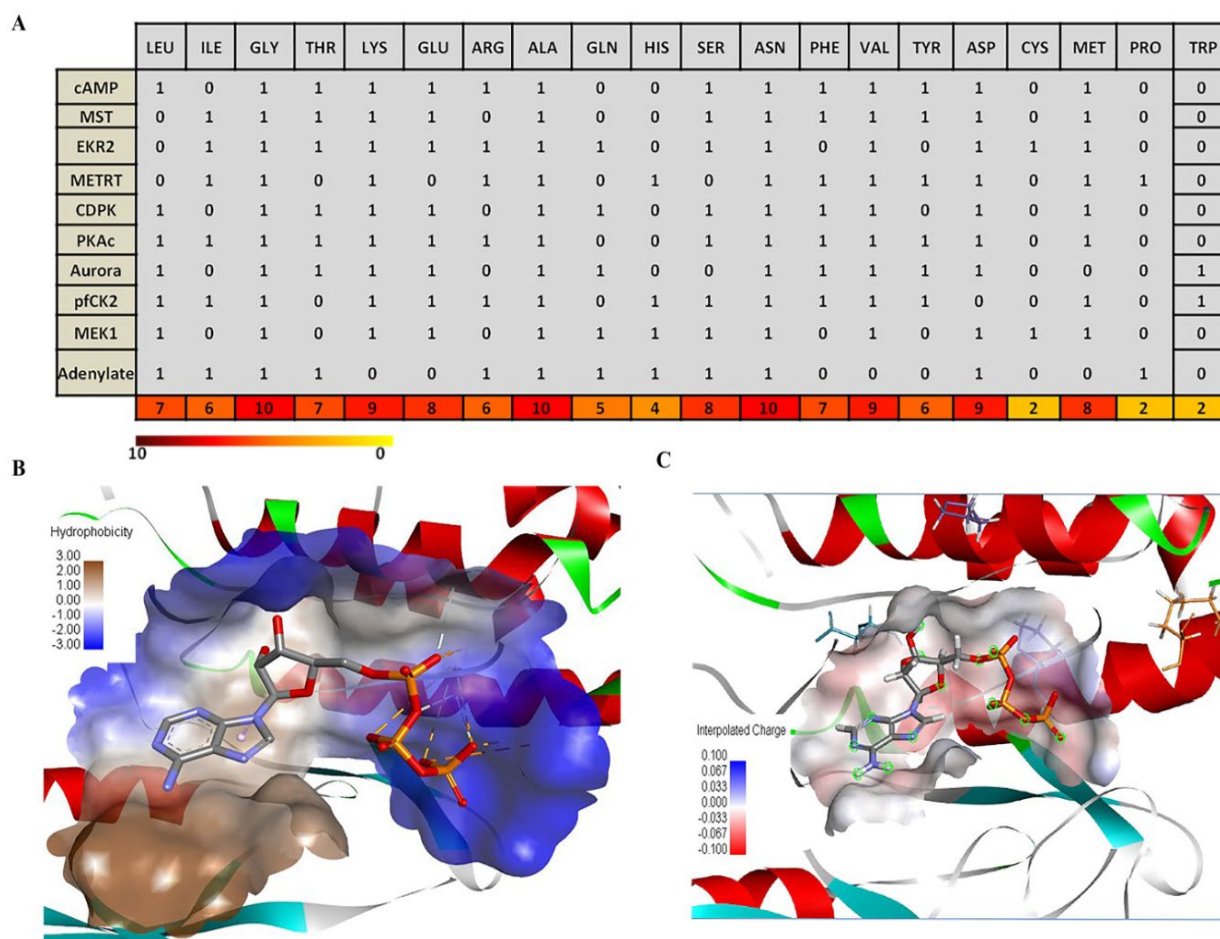 A
LEU ILE GLY THR LYS GLU ARG ALA GLN HIS SER ASN PHE VAL TYR ASP CYS MET PRO TRP
cAMP 1 0 1 1 1 1 1 1 0 0 1 1 1 1 1 1 0 1 0 0
MST 0 1 1 1 1 1 0 1 0 0 1 1 1 1 1 1 0 1 0 0
EKR2 0 1 1 1 1 1 1 1 1 0 1 1 0 1 0 1 1 1 0 0
METRT 0 1 1 0 1 0 1 1 0 1 0 1 1 1 1 1 0 1 1 0
CDPK 1 0 1 1 1 1 0 1 1 0 1 1 1 1 0 1 0 1 0 0
PKAc 1 1 1 1 1 1 1 1 0 0 1 1 1 1 1 1 0 1 0 0
Aurora 1 0 1 1 1 1 0 1 1 0 0 1 1 1 1 1 0 0 0 1
pfCK2 1 1 1 0 1 1 1 1 0 1 1 1 1 1 1 0 0 1 0 1
MEK1 1 0 1 0 1 1 0 1 1 1 1 1 0 1 0 1 1 1 0 0
Adenylate 1 1 1 1 0 0 1 1 1 1 1 1 0 0 0 1 0 0 1 0
7 6 10 7 9 8 6 10 5 4 8 10 7 9 6 9 2 8 2 2
10 0
B
Hydrophobicity
3.00
2.00
1.00
0.00
-1.00
-2.00
-3.00
C
Interpolated Charge
0.100
0.067
0.033
0.000
-0.033
-0.067
-0.100